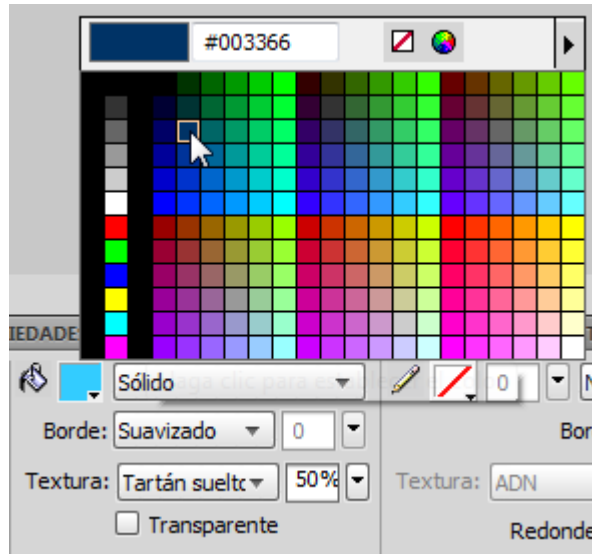 #003366
IEDADE
Sólido
0
Borde: Suavizado 0
Bor
Textura: Tartán suelto 50%
Textura: ADN
Transparente
Redonde